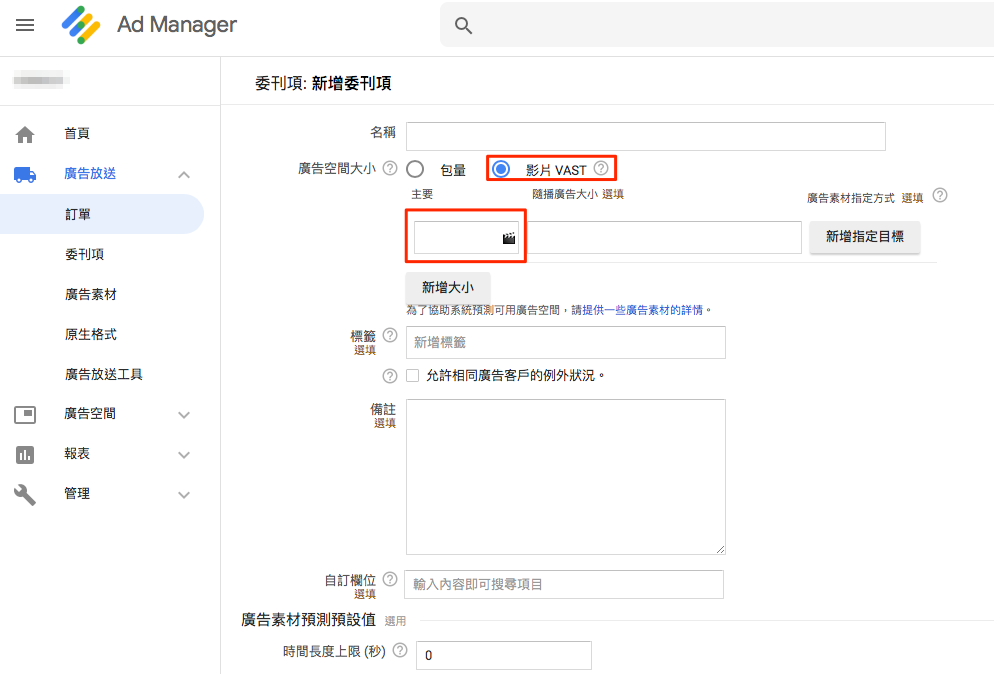 Ad Manager
首頁
廣告放送
訂單
委刊項
廣告素材
原生格式
廣告放送工具
廣告空間
報表
管理
委刊項: 新增委刊項
名稱
廣告空間大小 ? 包量 影片 VAST ?
主要 隨播廣告大小 選填 廣告素材指定方式 選填 ?
新增指定目標
新增大小
為了協助系統預測可用廣告空間，請提供一些廣告素材的詳情。
標籤 ? 新增標籤
選填
? 允許相同廣告客戶的例外狀況。
備註
選填
自訂欄位 ? 輸入內容即可搜尋項目
選填
廣告素材預測預設值 選用
時間長度上限 (秒) ? 0